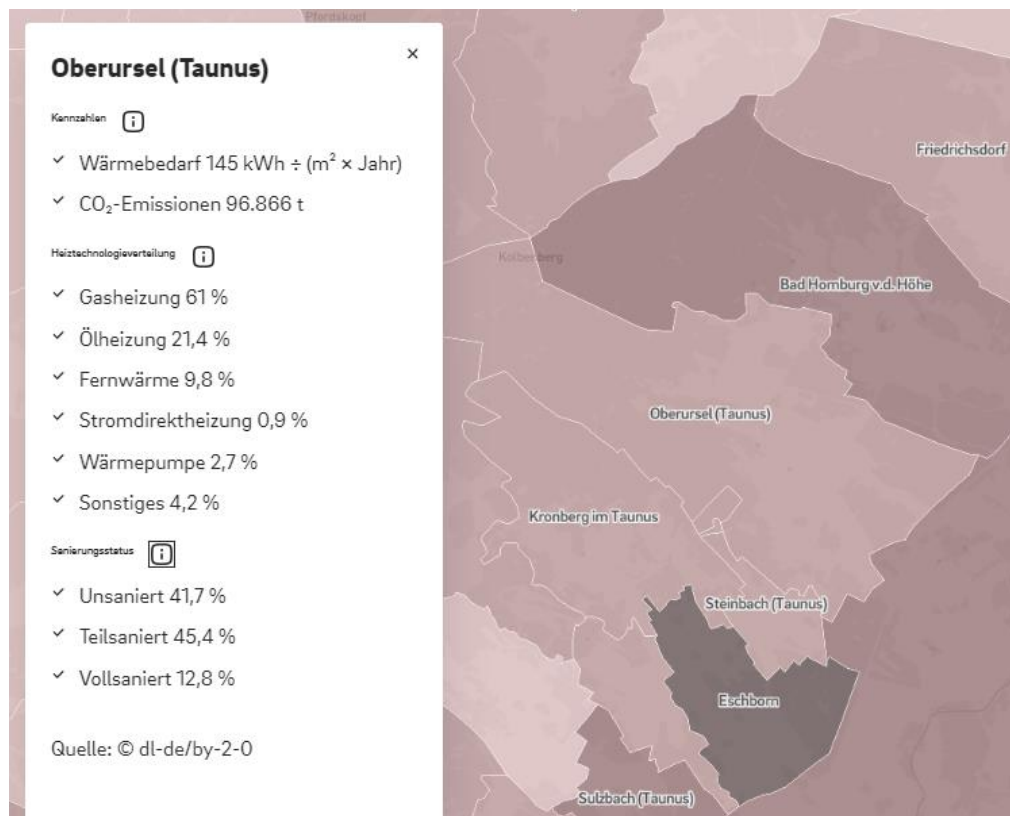 Pferdskopf
Oberursel (Taunus)
×
Kennzahlen
Wärmebedarf 145 kWh ÷ (m² × Jahr)
CO₂-Emissionen 96.866 t
Heiztechnologieverteilung
Gasheizung 61 %
Ölheizung 21,4 %
Fernwärme 9,8 %
Stromdirektheizung 0,9 %
Wärmepumpe 2,7 %
Sonstiges 4,2 %
Sanierungsstatus
Unsaniert 41,7 %
Teilsaniert 45,4 %
Vollsaniert 12,8 %
Quelle: © dl-de/by-2-0
Friedrichsdorf
Kolbenberg
Bad Homburg v.d. Höhe
Oberursel (Taunus)
Kronberg im Taunus
Steinbach (Taunus)
Eschborn
Sulzbach (Taunus)